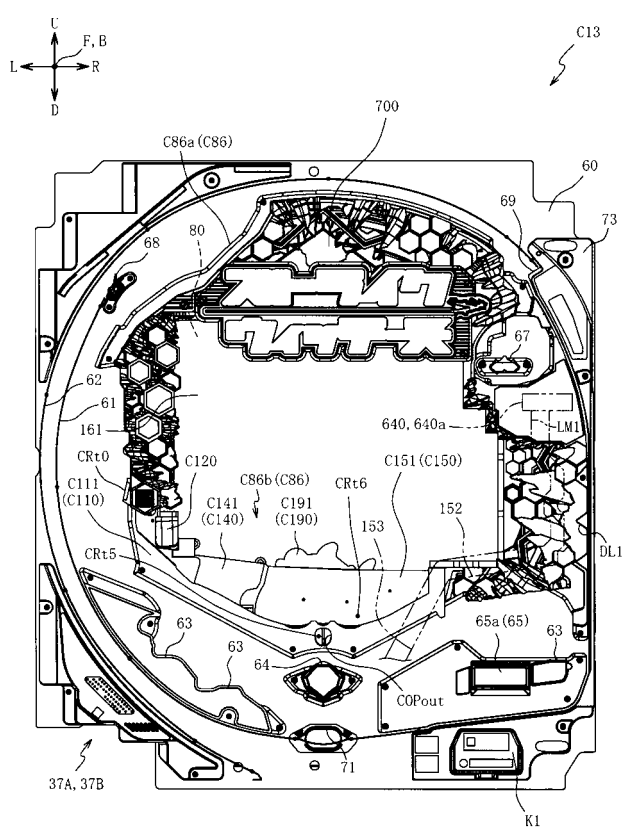 U
F, B
L
R
D
C13
700
C86a(C86)
60
69
73
80
68
67
62
61
640, 640a
LM1
161
CRt0
C120
C86b(C86)
CRt6
C151(C150)
C111
(C110)
C141
(C140)
C191
(C190)
153
152
DL1
CRt5
63
63
64
65a(65)
63
COPout
71
37A, 37B
K1